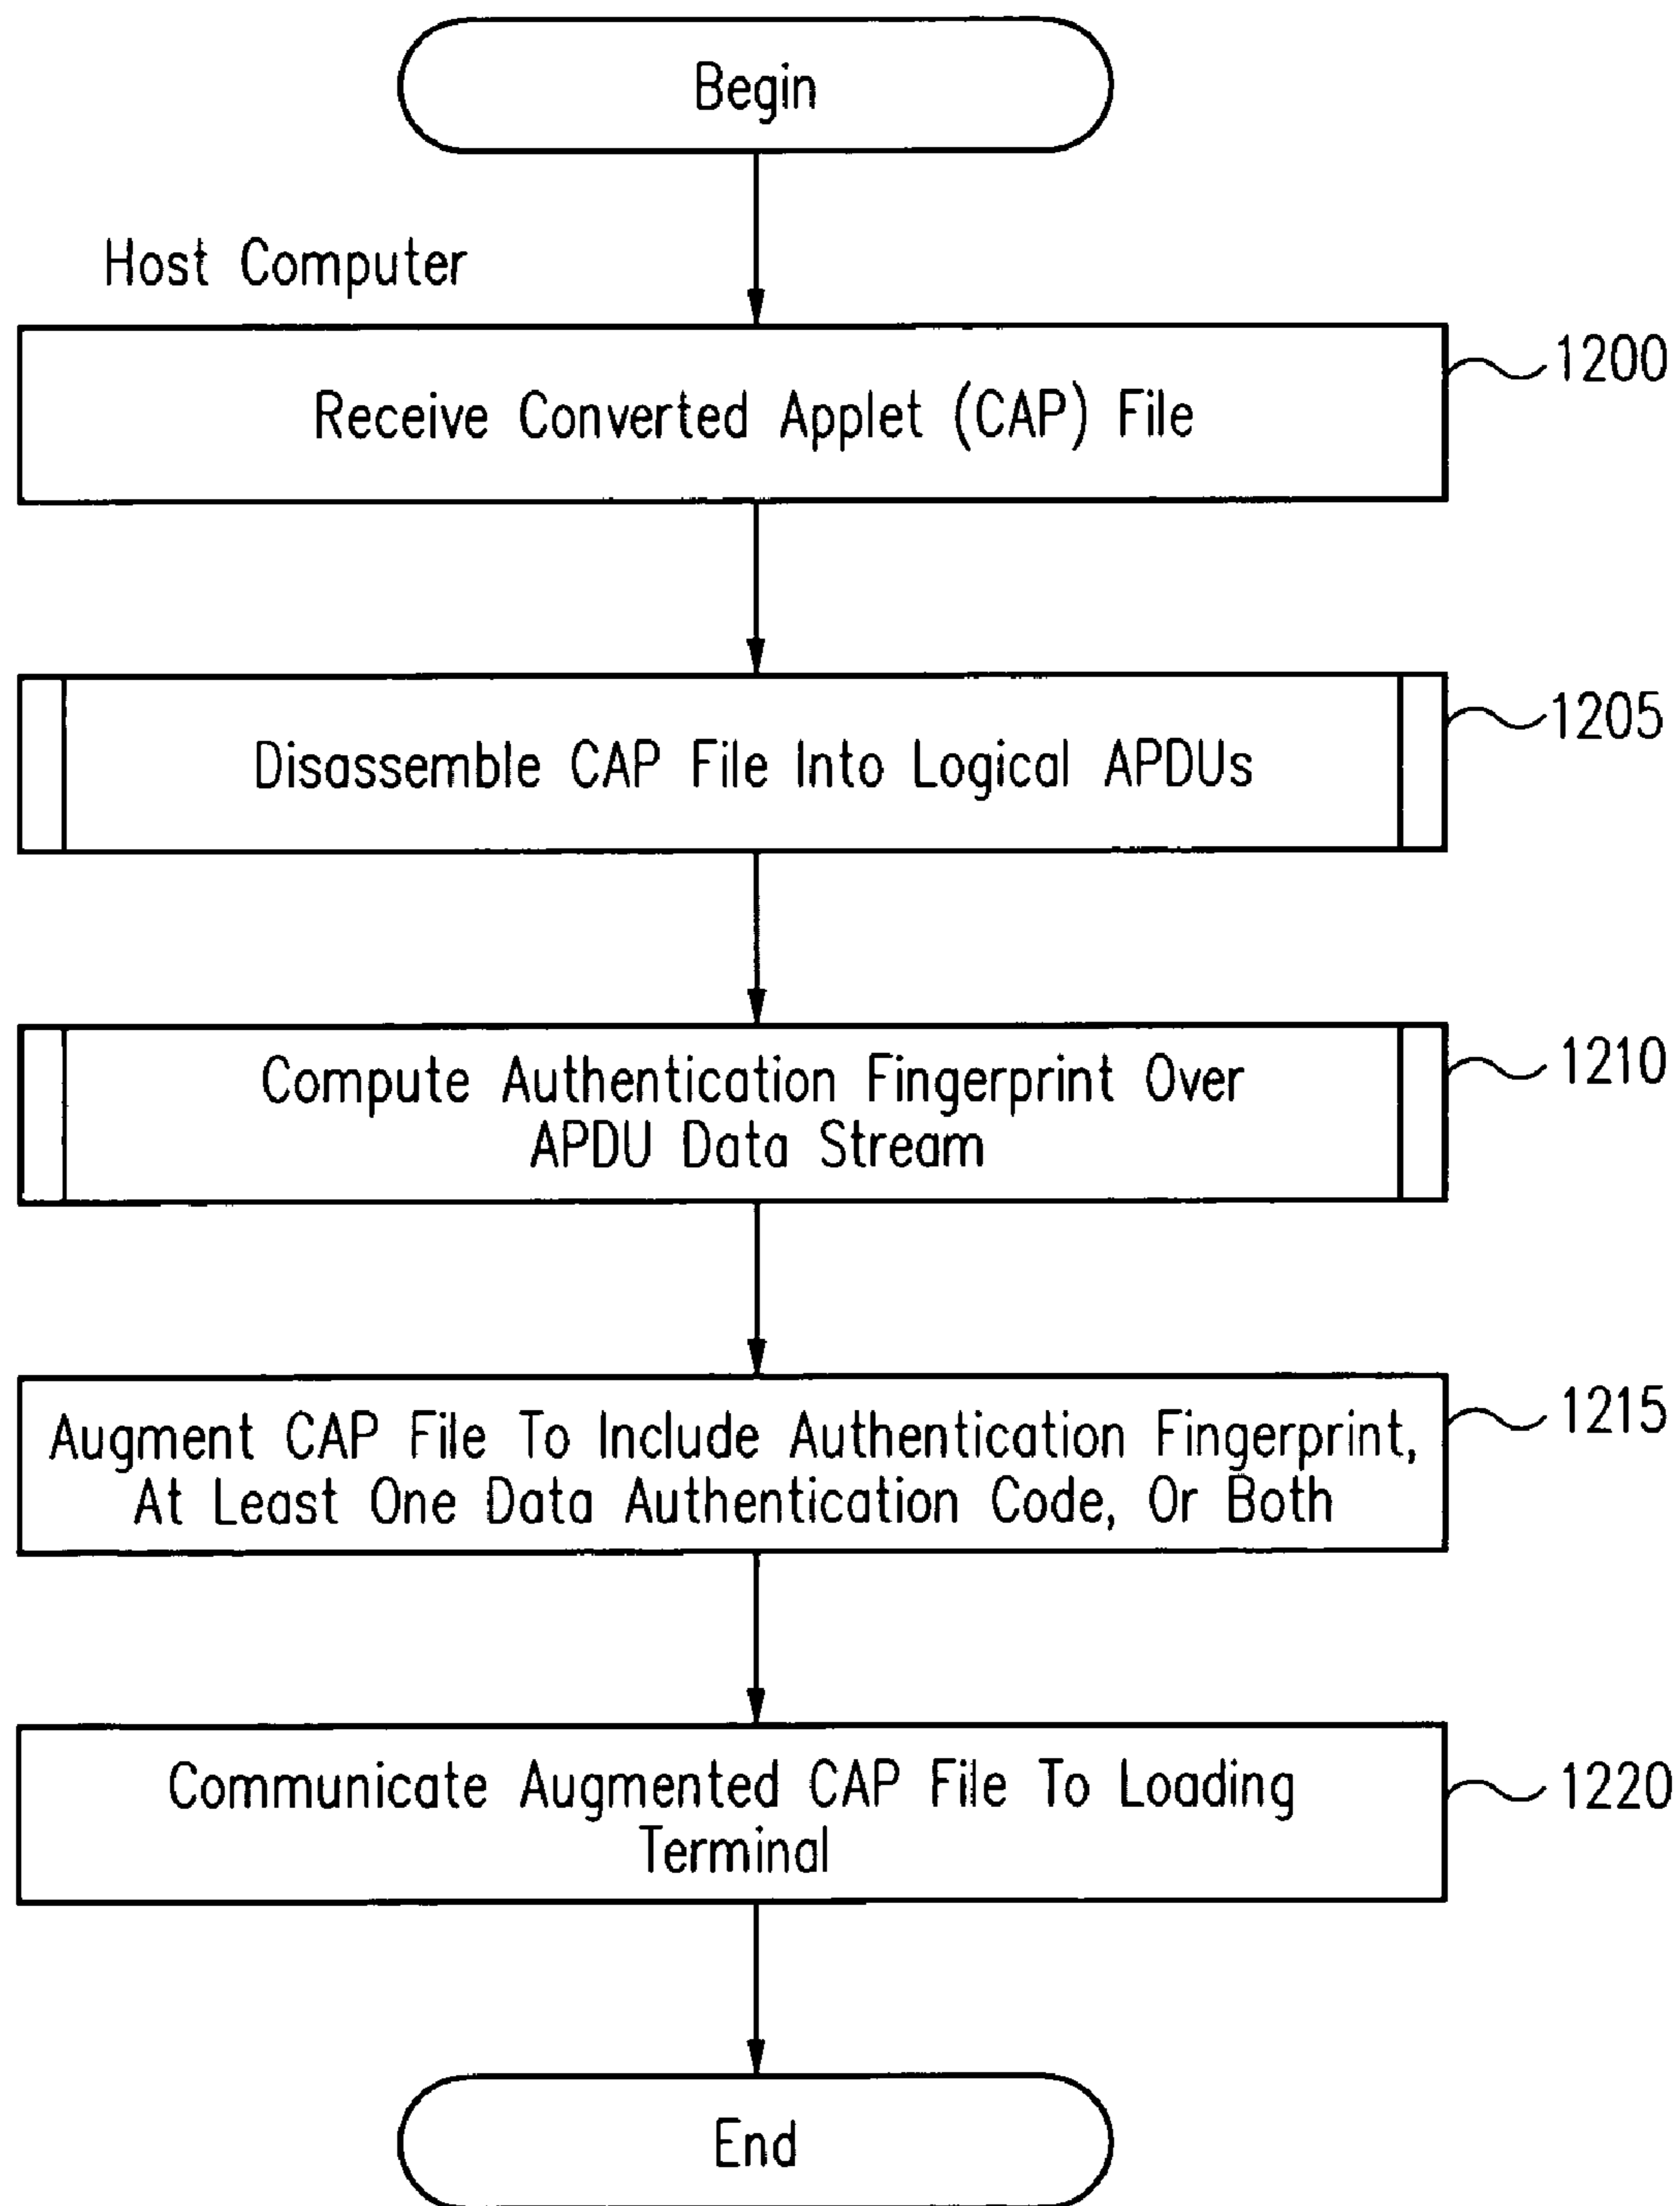 Begin
Host Computer
Receive Converted Applet (CAP) File
1200
Disassemble CAP File Into Logical APDUs
1205
Compute Authentication Fingerprint Over
APDU Data Stream
1210
Augment CAP File To Include Authentication Fingerprint,
At Least One Data Authentication Code, Or Both
1215
Communicate Augmented CAP File To Loading
Terminal
1220
End